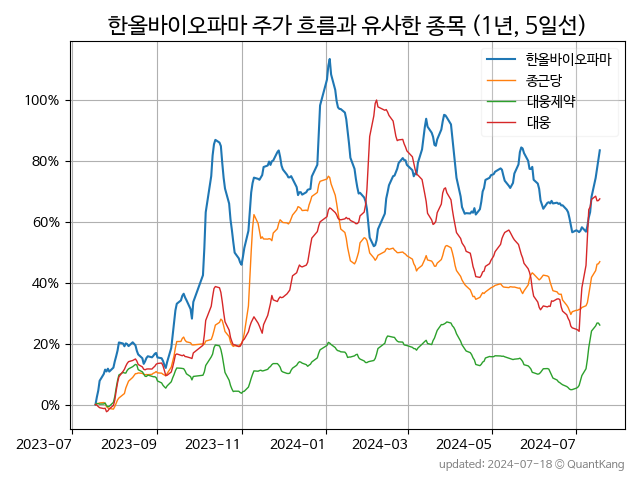 한올바이오파마 주가 흐름과 유사한 종목 (1년, 5일선)
한올바이오파마
종근당
대웅제약
대웅
100%
80%
60%
40%
20%
0%
2023-07 2023-09 2023-11 2024-01 2024-03 2024-05 2024-07
updated: 2024-07-18 © QuantKang